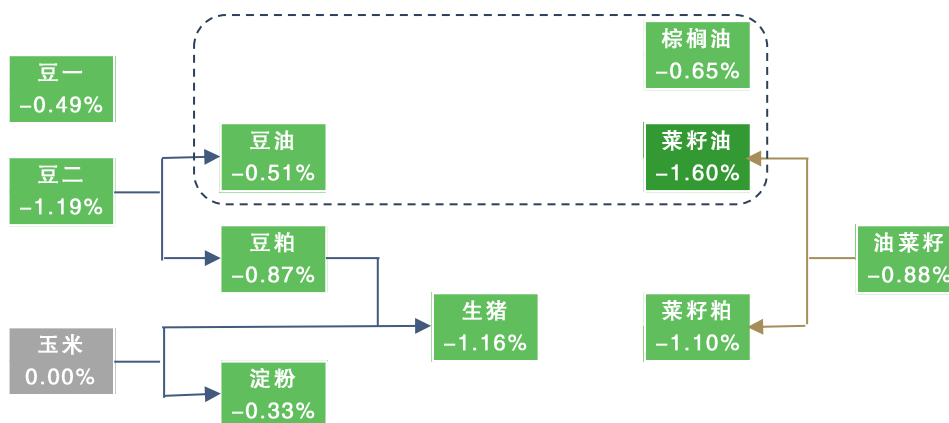 棕榈油
-0.65%
豆一
-0.49%
豆油
-0.51%
菜籽油
-1.60%
豆二
-1.19%
豆粕
-0.87%
油菜籽
-0.88%
生猪
-1.16%
菜籽粕
-1.10%
玉米
0.00%
淀粉
-0.33%